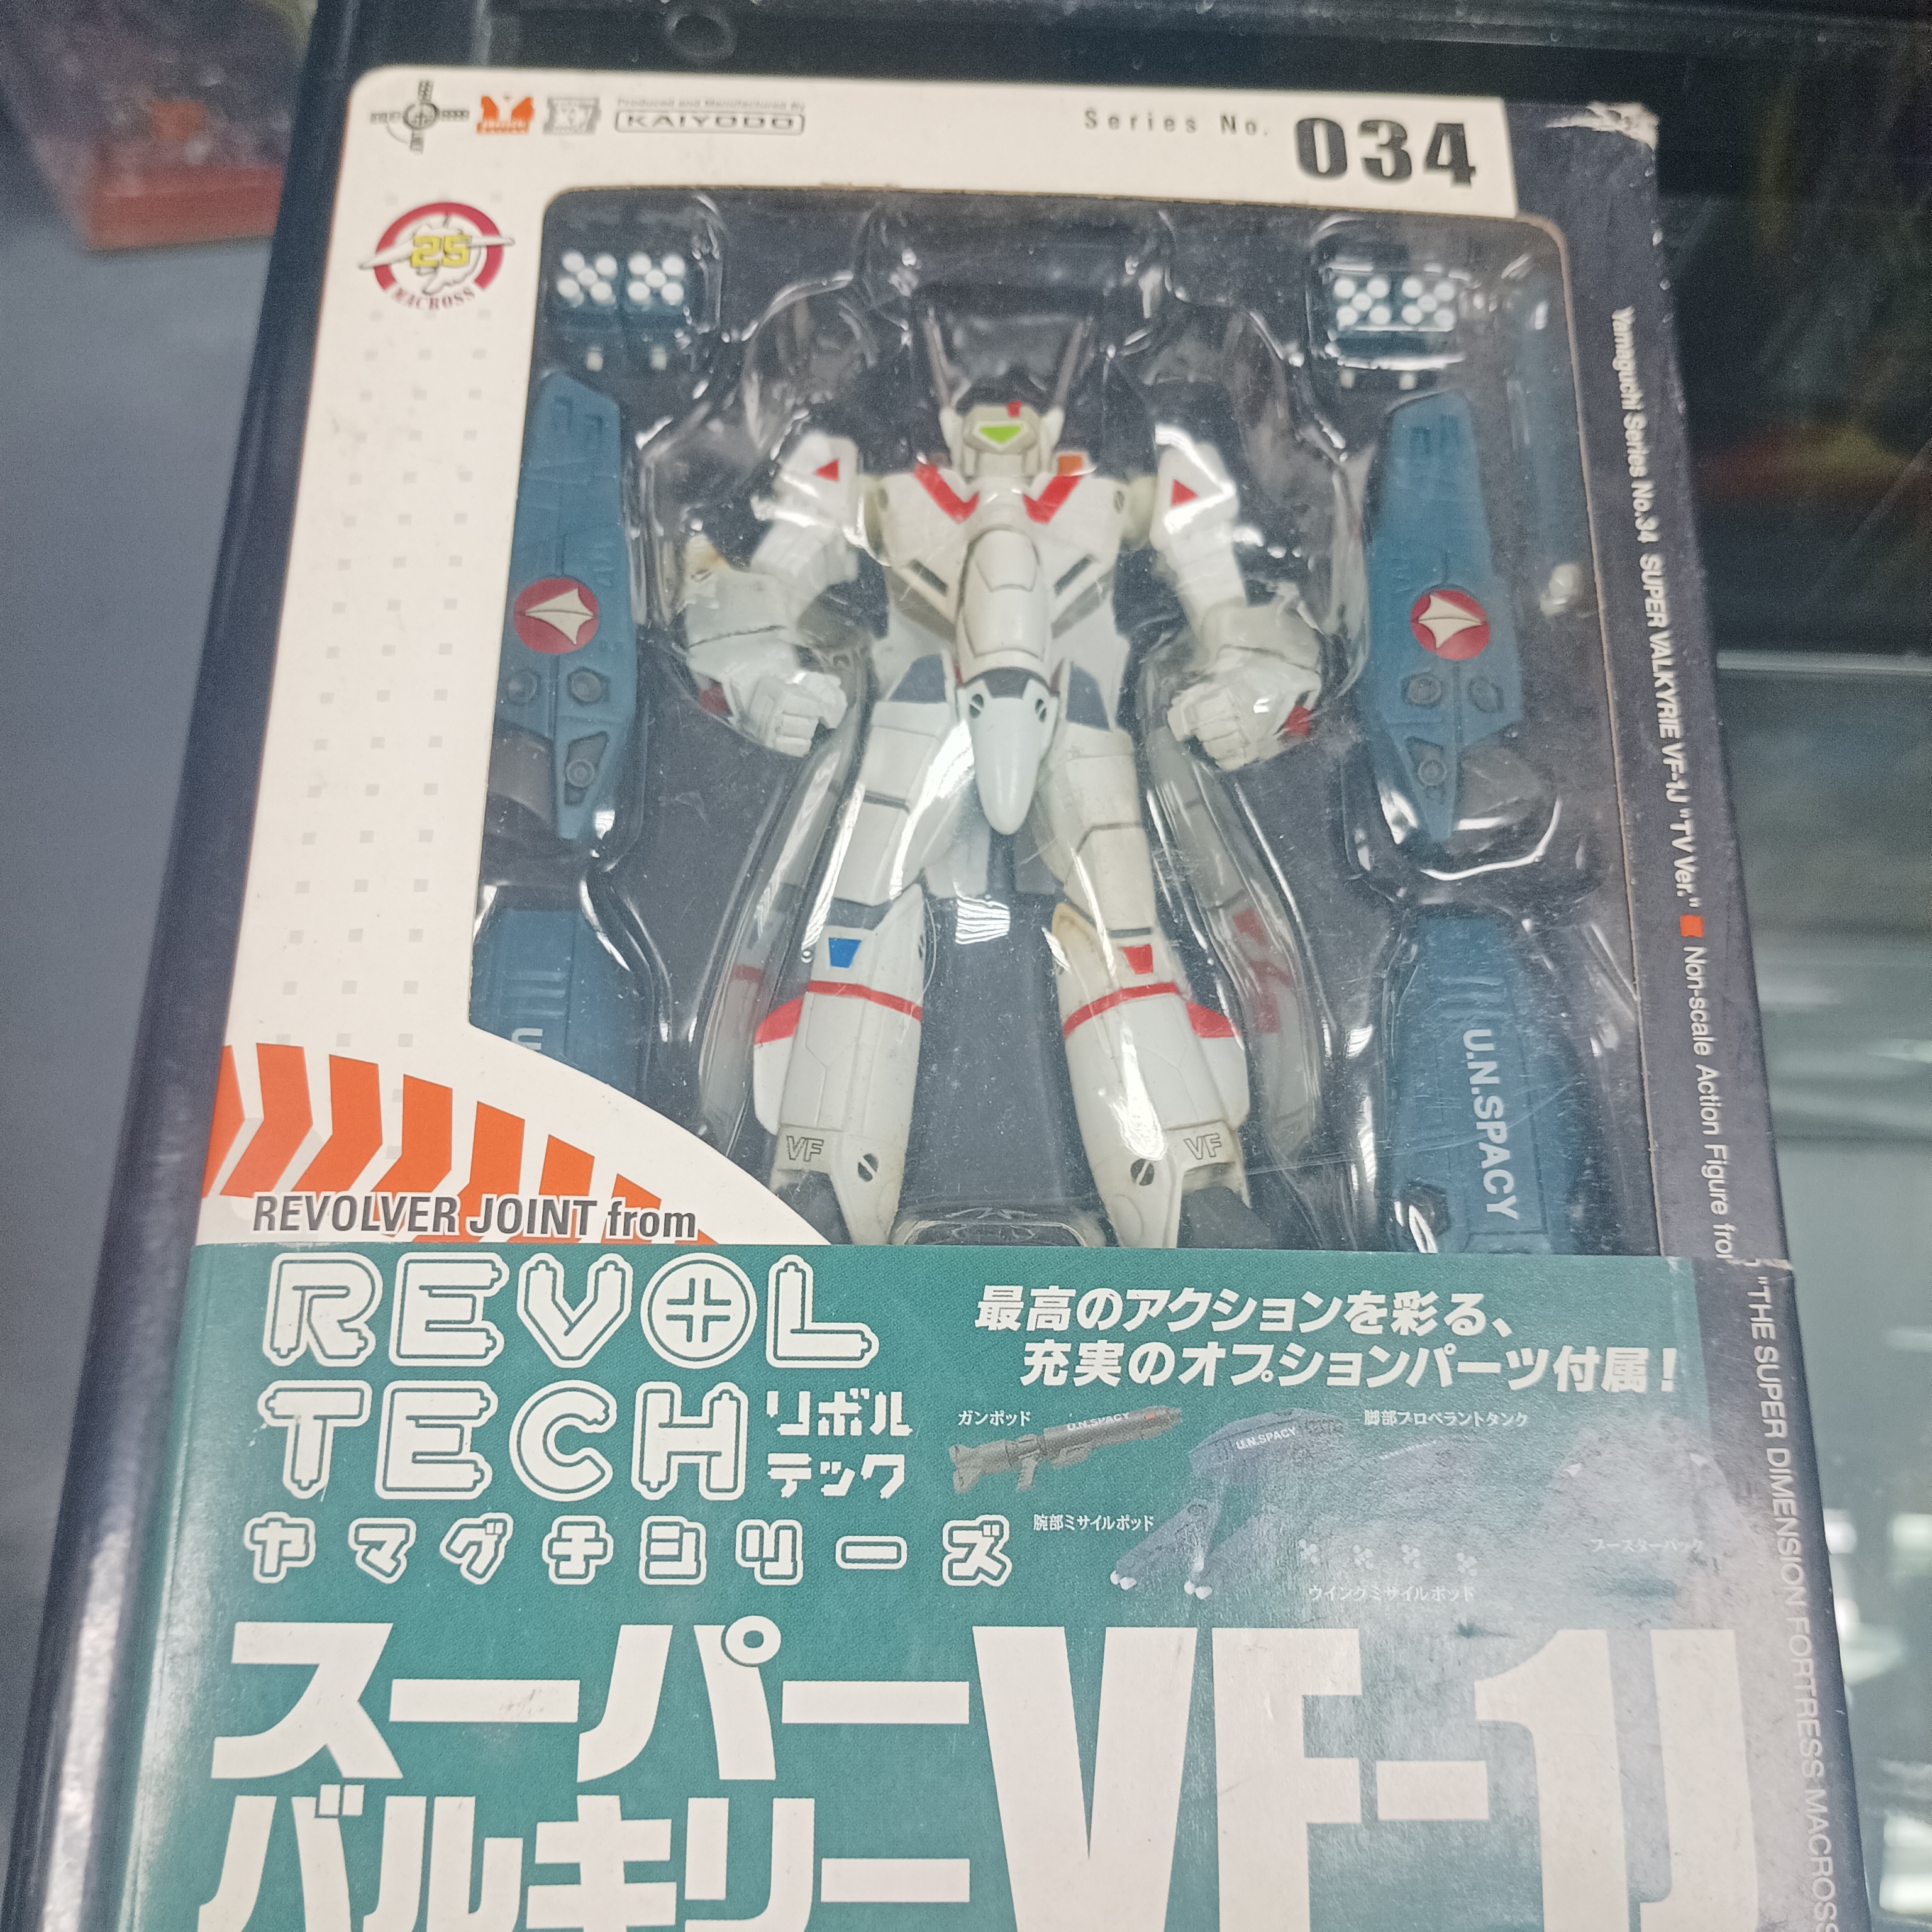 Produced and Manufactured By
KAIYODO
Series No. 034
25
MACROSS
U.N.SPACY
VF
VF
REVOLVER JOINT from
REVOL
TECH
リボル
テック
ヤマグチシリーズ
最高のアクションを彩る、
充実のオプションパーツ付属!
ガンポッド
U.N.SPACY
U.N.SPACY
脚部プロペラントタンク
腕部ミサイルポッド
ウイングミサイルポッド
ブースターパック
スーパー
バルキリー
VF-1J
Yamaguchi Series No.34 SUPER VALKYRIE VF-1J "TV Ver." Non-scale Action Figure from "THE SUPER DIMENSION FORTRESS MACROSS